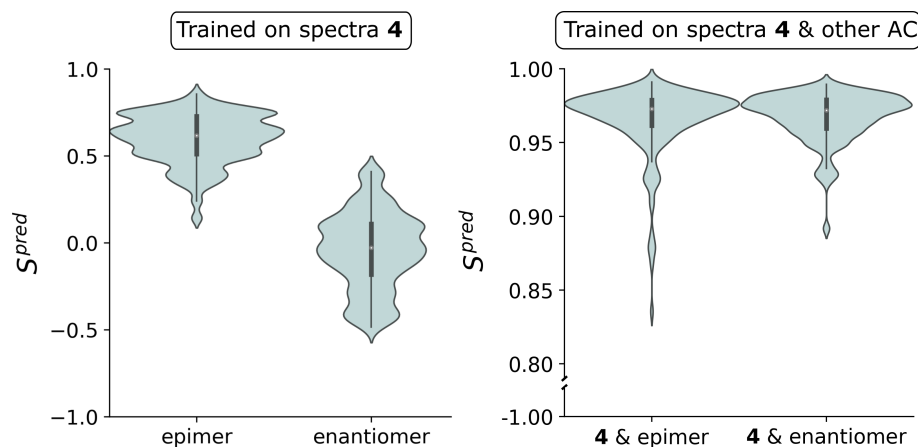 Trained on spectra 4
1.0
0.5
0.0
−0.5
−1.0
S^pred
epimer
enantiomer
Trained on spectra 4 & other AC
1.00
0.95
0.90
0.85
0.80
-1.00
S^pred
4 & epimer
4 & enantiomer